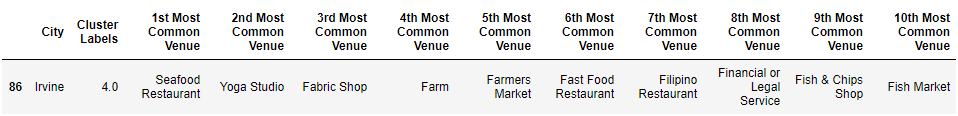 City Cluster Labels 1st Most Common Venue 2nd Most Common Venue 3rd Most Common Venue 4th Most Common Venue 5th Most Common Venue 6th Most Common Venue 7th Most Common Venue 8th Most Common Venue 9th Most Common Venue 10th Most Common Venue
86 Irvine 4.0 Seafood Restaurant Yoga Studio Fabric Shop Farm Farmers Market Fast Food Restaurant Filipino Restaurant Financial or Legal Service Fish & Chips Shop Fish Market